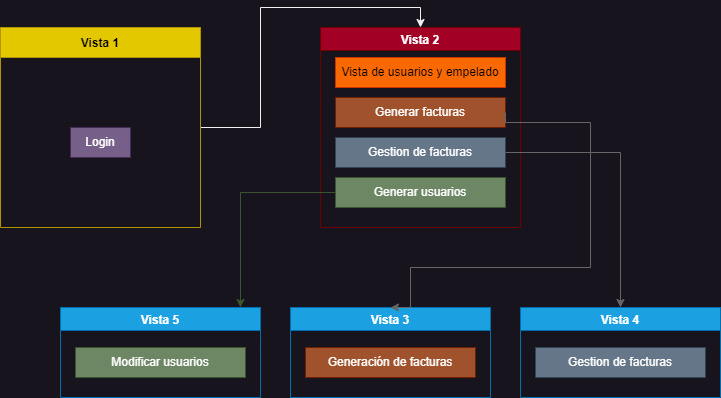 Vista 1
Login
Vista 2
Vista de usuarios y empelado
Generar facturas
Gestion de facturas
Generar usuarios
Vista 5
Modificar usuarios
Vista 3
Generación de facturas
Vista 4
Gestion de facturas